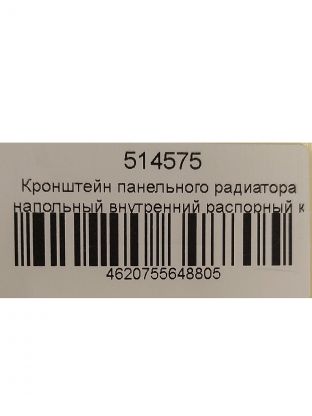 514575
Кронштейн панельного радиатора
напольный внутренний распорный к
4620755648805